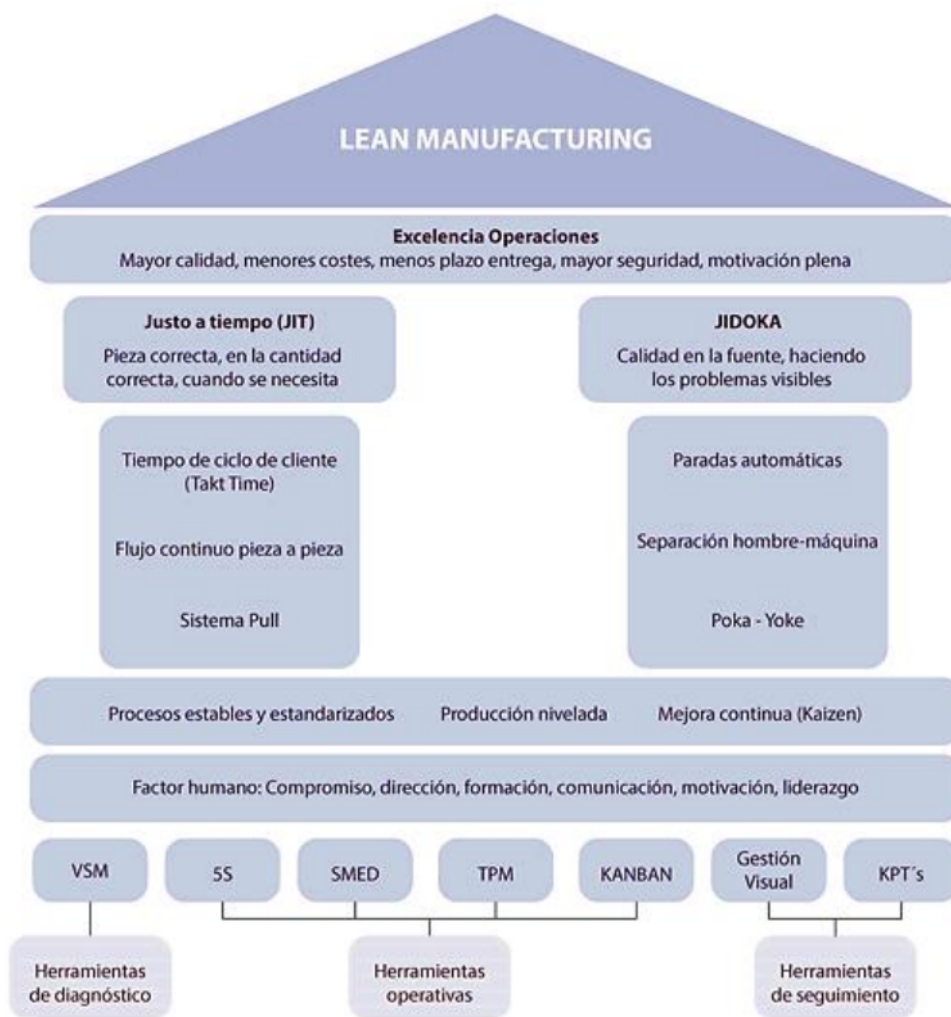 LEAN MANUFACTURING
Excelencia Operaciones
Mayor calidad, menores costes, menos plazo entrega, mayor seguridad, motivación plena
Justo a tiempo (JIT)
Pieza correcta, en la cantidad
correcta, cuando se necesita
JIDOKA
Calidad en la fuente, haciendo
los problemas visibles
Tiempo de ciclo de cliente
(Takt Time)
Flujo continuo pieza a pieza
Sistema Pull
Paradas automáticas
Separación hombre-máquina
Poka - Yoke
Procesos estables y estandarizados
Producción nivelada
Mejora continua (Kaizen)
Factor humano: Compromiso, dirección, formación, comunicación, motivación, liderazgo
VSM
5S
SMED
TPM
KANBAN
Gestión
Visual
KPT´s
Herramientas
de diagnóstico
Herramientas
operativas
Herramientas
de seguimiento